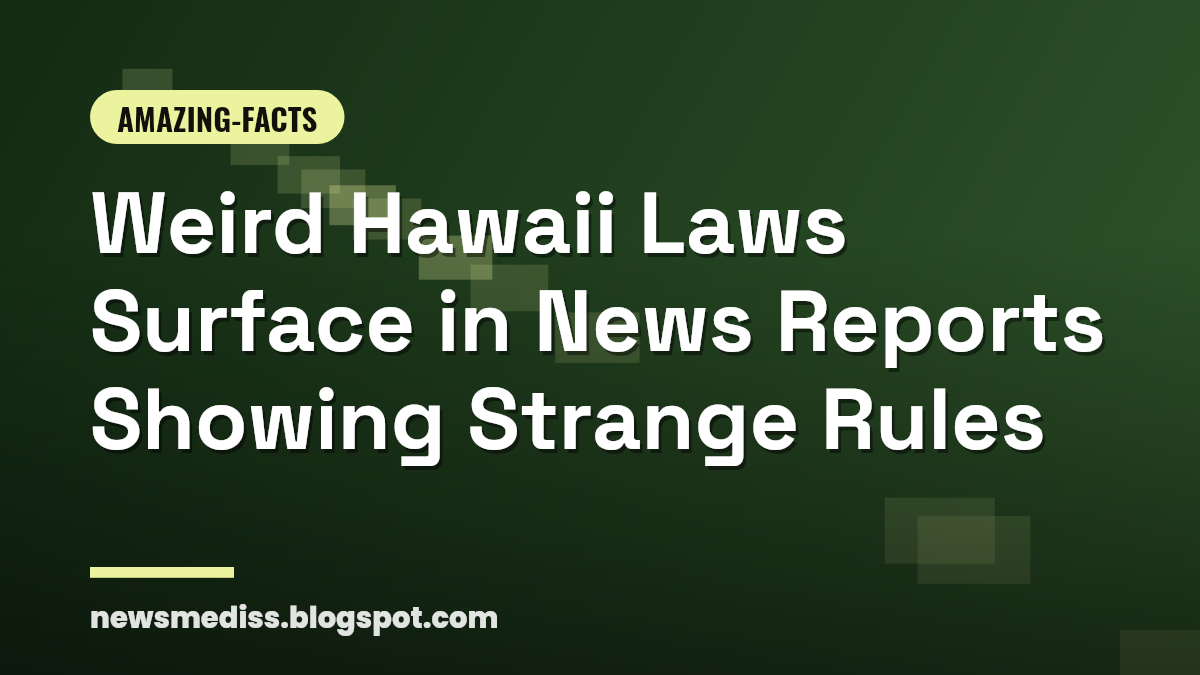 AMAZING-FACTS
Weird Hawaii Laws
Surface in News Reports
Showing Strange Rules
newsmediss.blogspot.com